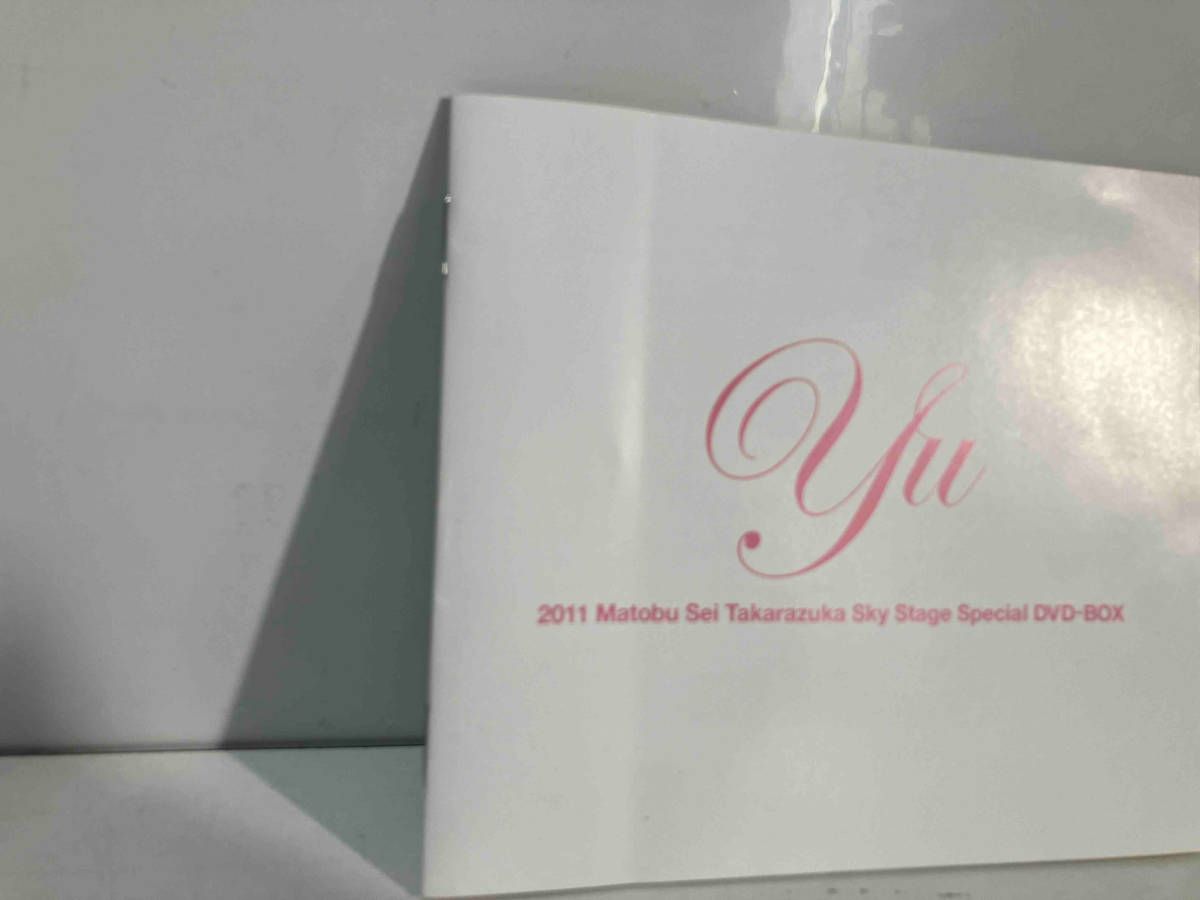 Yu
2011 Matobu Sei Takarazuka Sky Stage Special DVD-BOX